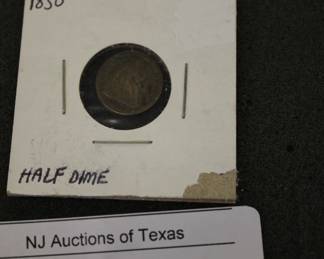 1850
HALF DIME
NJ Auctions of Texas